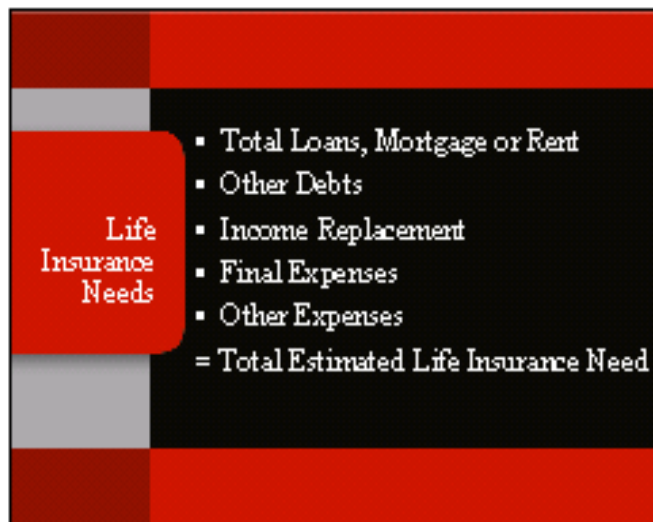 Life
Insurance
Needs
▪ Total Loans, Mortgage or Rent
▪ Other Debts
▪ Income Replacement
▪ Final Expenses
▪ Other Expenses
= Total Estimated Life Insurance Need